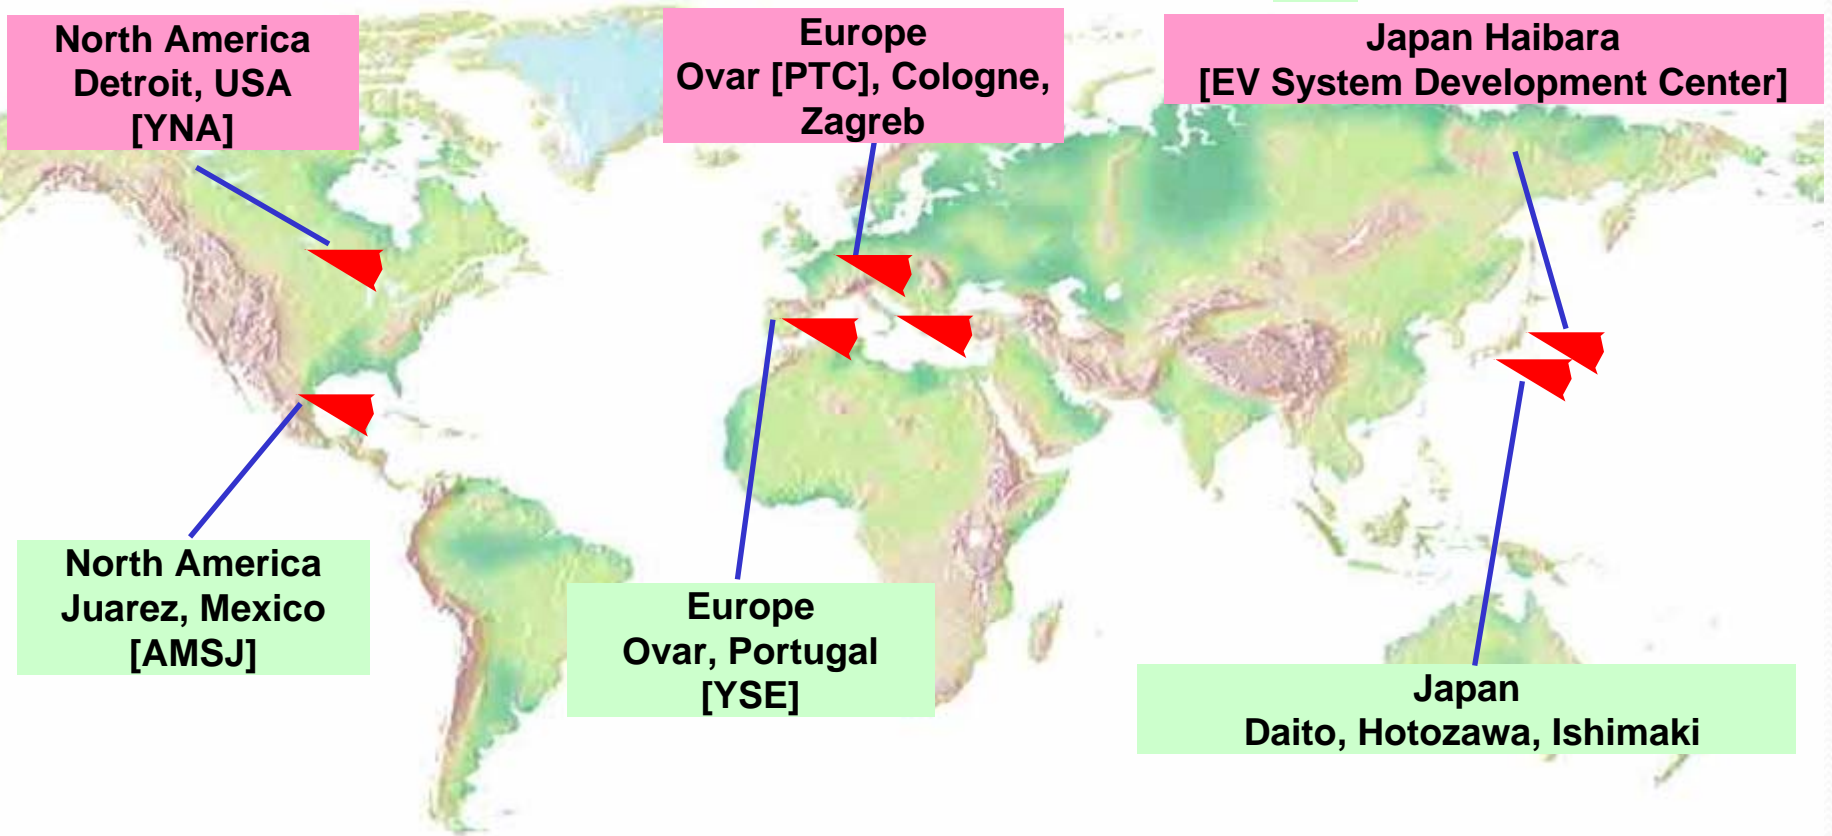 North America
Detroit, USA
[YNA]
Europe
Ovar [PTC], Cologne,
Zagreb
Japan Haibara
[EV System Development Center]
North America
Juarez, Mexico
[AMSJ]
Europe
Ovar, Portugal
[YSE]
Japan
Daito, Hotozawa, Ishimaki